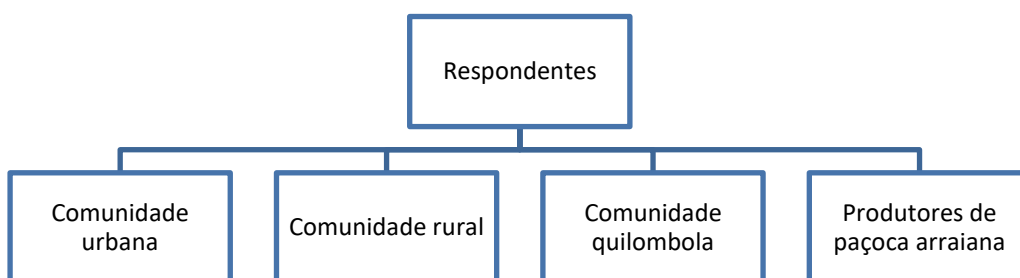 Respondentes
Comunidade
urbana
Comunidade rural
Comunidade
quilombola
Produtores de
paçoca arraiana